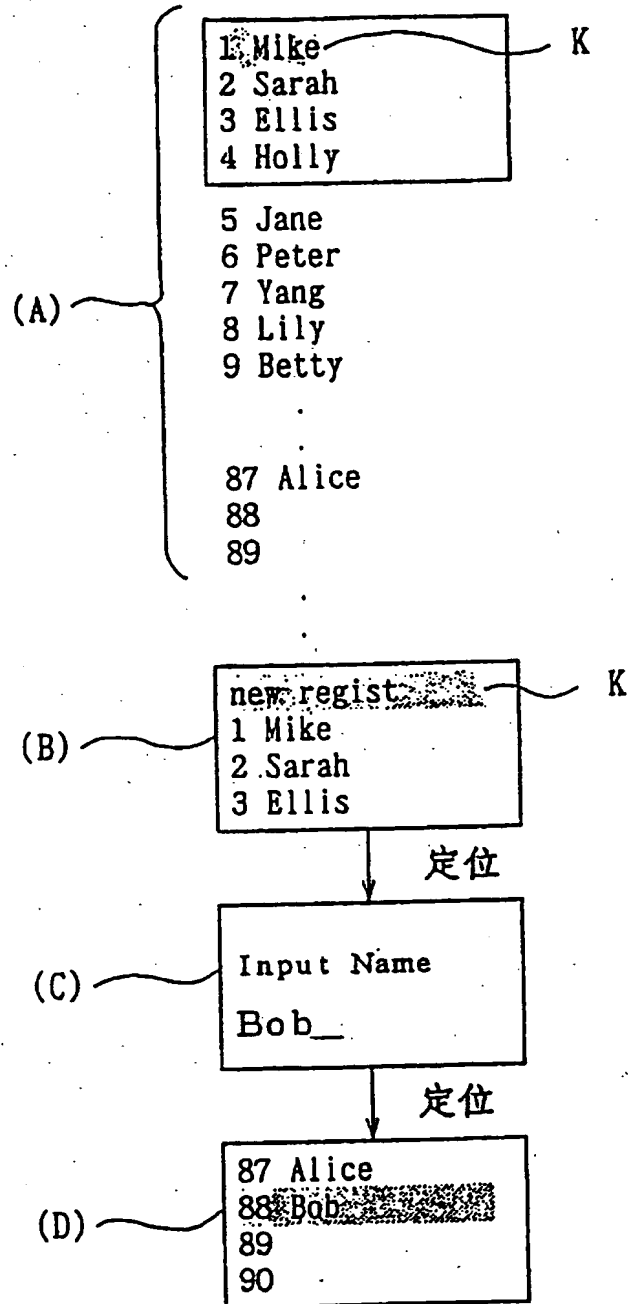 1 Mike K
2 Sarah
3 Ellis
4 Holly
5 Jane
6 Peter
(A) 7 Yang
8 Lily
9 Betty
87 Alice
88
89
new regist K
(B) 1 Mike
2 Sarah
3 Ellis
定位
Input Name
(C)
Bob_
定位
87 Alice
(D) 88 Bob
89
90